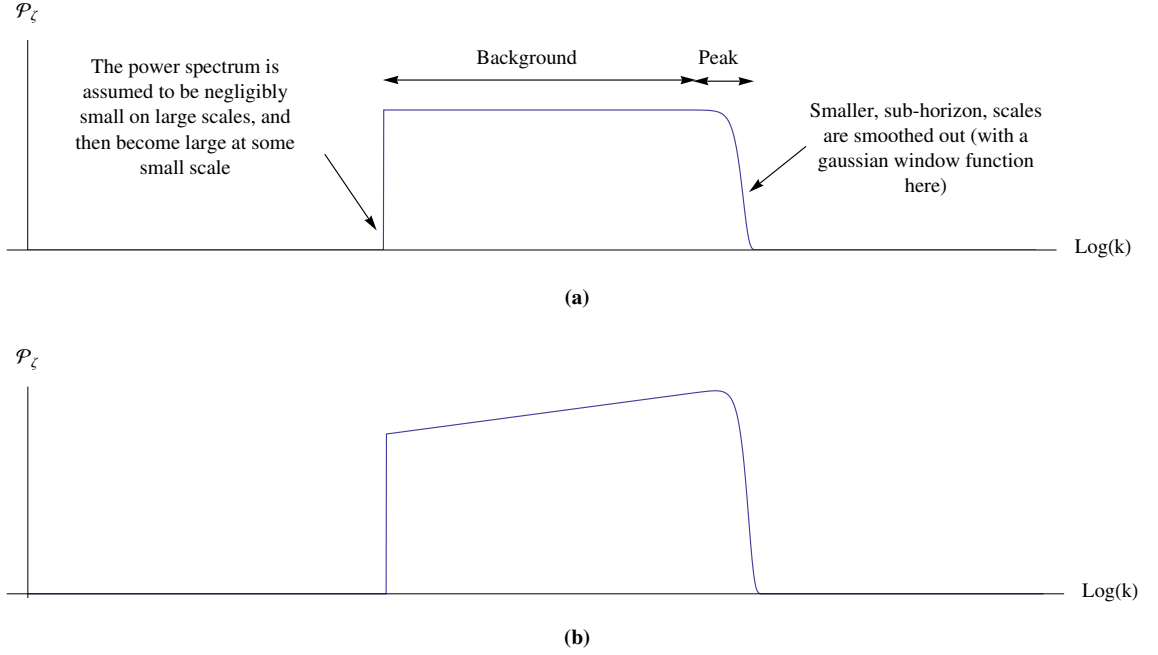 𝒫ζ
Background
Peak
The power spectrum is
assumed to be negligibly
small on large scales, and
then become large at some
small scale
Smaller, sub-horizon, scales
are smoothed out (with a
gaussian window function
here)
Log(k)
(a)
𝒫ζ
Log(k)
(b)